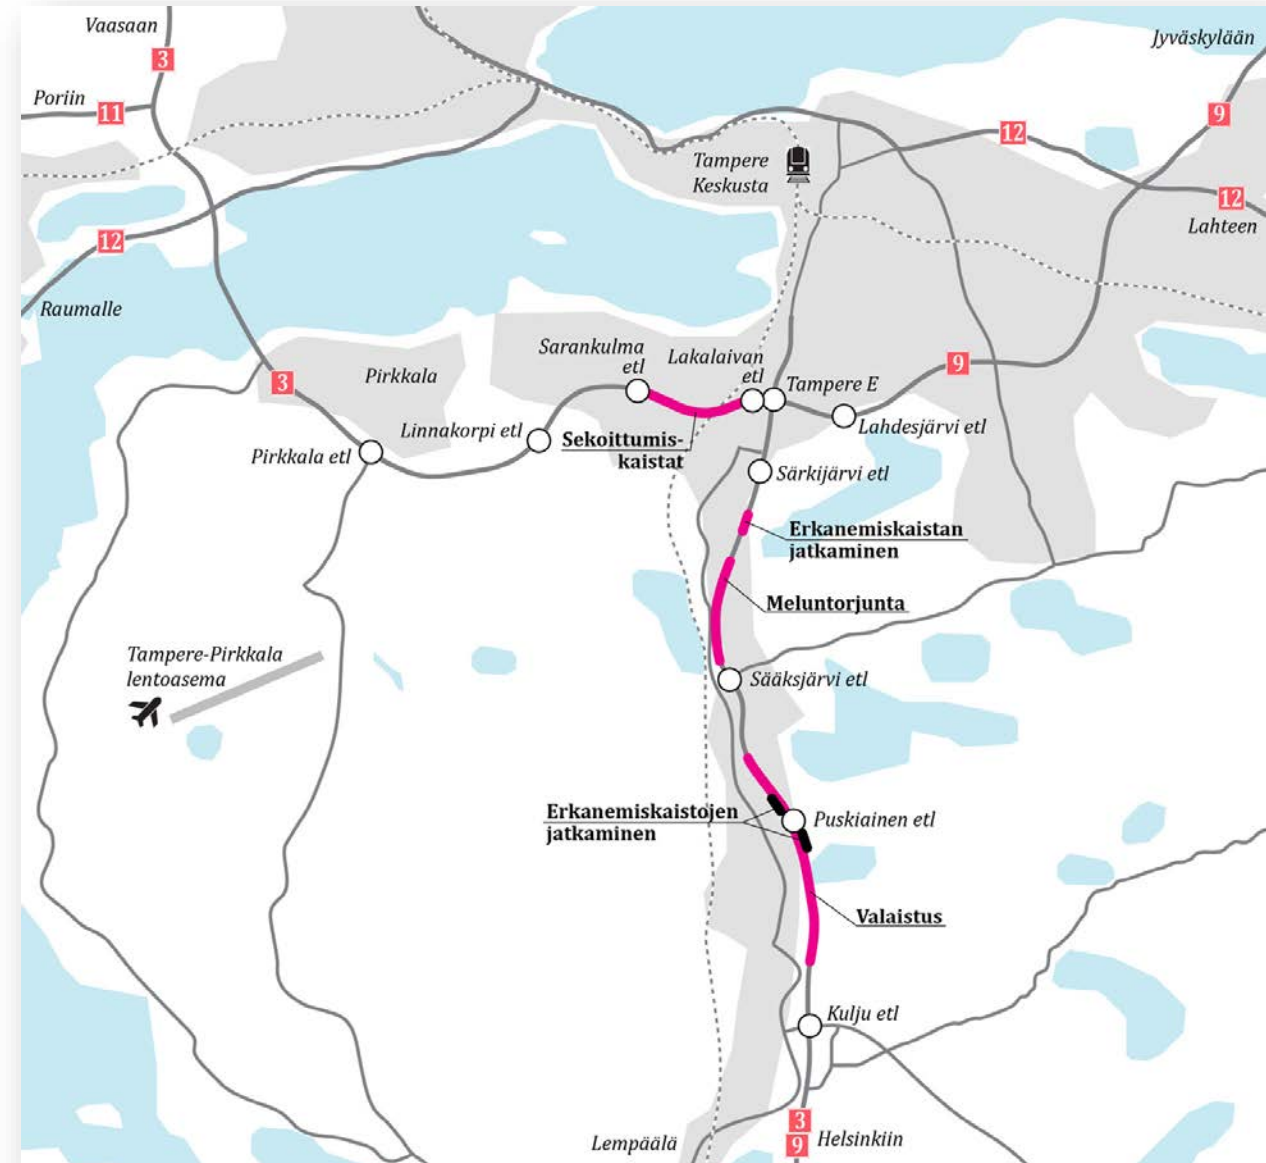 Vaasaan
3
Jyväskylään
Poriin
11
9
12
Tampere
Keskusta
12
Lahteen
12
Raumalle
Sarankulma
etl
Lakalaivan
etl
9
3
Pirkkala
Tampere E
Linnakorpi etl
Lahdesjärvi etl
Pirkkala etl
Sekoittumis-
kaistat
Särkijärvi etl
Erkanemiskaistan
jatkaminen
Meluntorjunta
Tampere-Pirkkala
lentoasema
Sääksjärvi etl
Erkanemiskaistojen
jatkaminen
Puskiainen etl
Valaistus
Kulju etl
3
9
Helsinkiin
Lempäälä